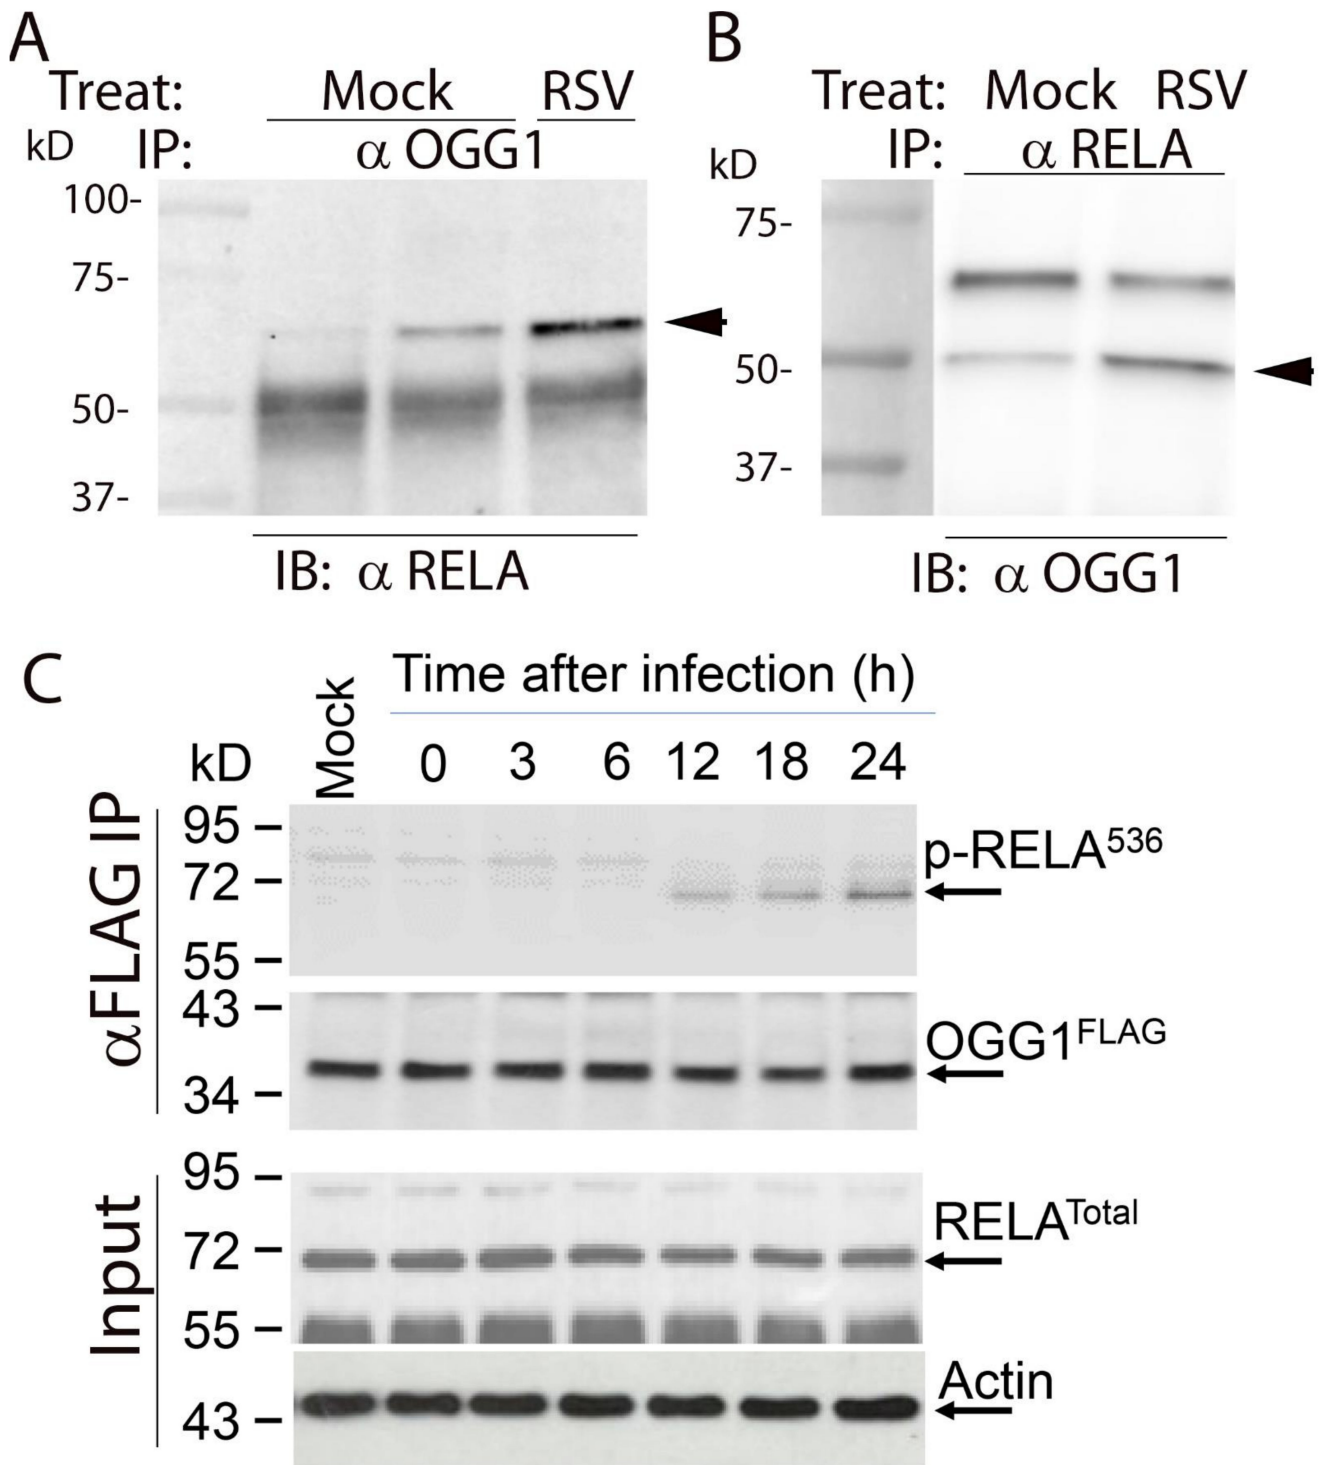 A
Treat: Mock RSV
kD IP: α OGG1
100-
75-
50-
37-
IB: α RELA
B
Treat: Mock RSV
IP: α RELA
kD
75-
50-
37-
IB: α OGG1
C
Time after infection (h)
kD Mock 0 3 6 12 18 24
αFLAG IP
95
72
55
p-RELA536
43
34
OGG1FLAG
Input
95
72
55
RELATotal
43
Actin